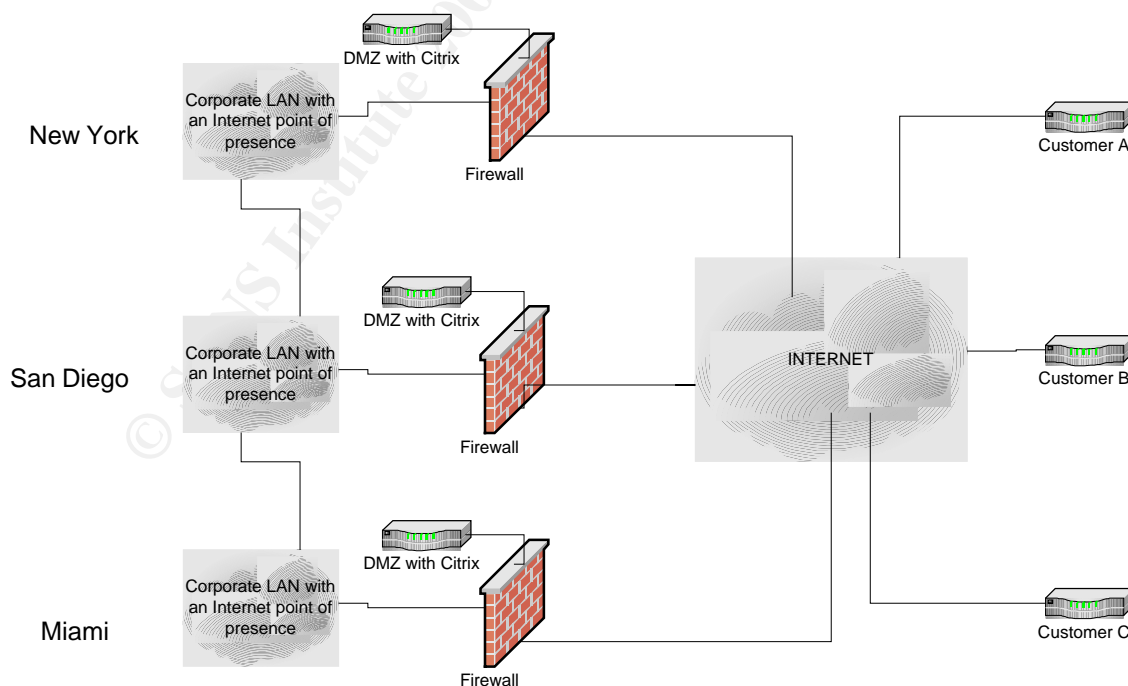 DMZ with Citrix
Corporate LAN with
an Internet point of
presence
New York
Firewall
Customer A
DMZ with Citrix
Corporate LAN with
an Internet point of
presence
San Diego
Firewall
INTERNET
Customer B
DMZ with Citrix
Corporate LAN with
an Internet point of
presence
Miami
Firewall
Customer C
© SANS Institute